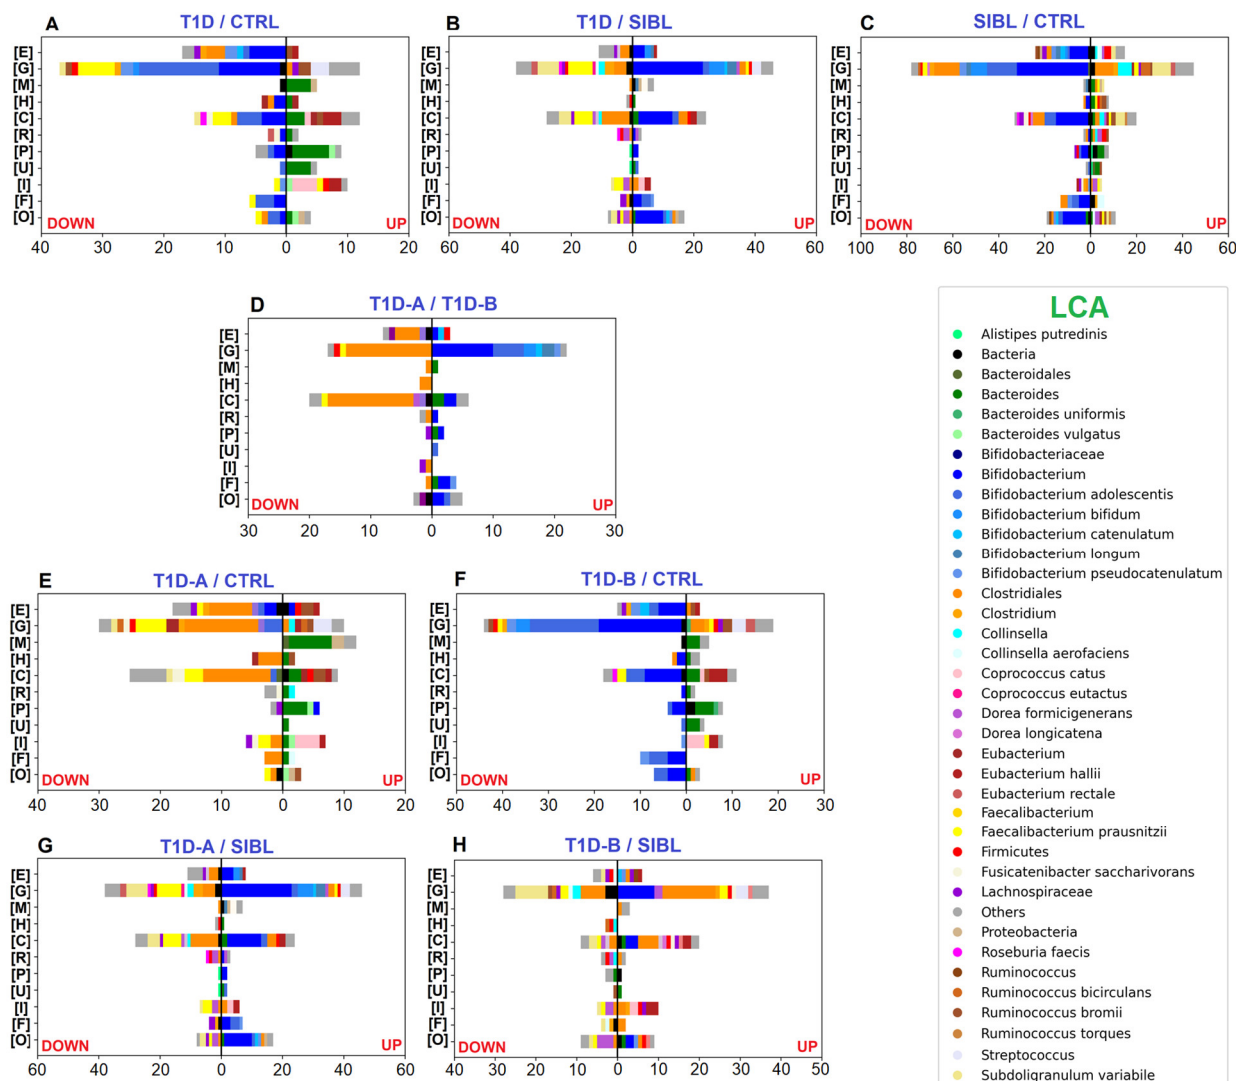 A T1D / CTRL
[E]
[G]
[M]
[H]
[C]
[R]
[P]
[U]
[I]
[F]
[O]
DOWN UP
40 30 20 10 0 10 20
B T1D / SIBL
[E]
[G]
[M]
[H]
[C]
[R]
[P]
[U]
[I]
[F]
[O]
DOWN UP
60 40 20 0 20 40 60
C SIBL / CTRL
[E]
[G]
[M]
[H]
[C]
[R]
[P]
[U]
[I]
[F]
[O]
DOWN UP
100 80 60 40 20 0 20 40 60
D T1D-A / T1D-B
[E]
[G]
[M]
[H]
[C]
[R]
[P]
[U]
[I]
[F]
[O]
DOWN UP
30 20 10 0 10 20 30
E T1D-A / CTRL
[E]
[G]
[M]
[H]
[C]
[R]
[P]
[U]
[I]
[F]
[O]
DOWN UP
40 30 20 10 0 10 20
F T1D-B / CTRL
[E]
[G]
[M]
[H]
[C]
[R]
[P]
[U]
[I]
[F]
[O]
DOWN UP
50 40 30 20 10 0 10 20 30
G T1D-A / SIBL
[E]
[G]
[M]
[H]
[C]
[R]
[P]
[U]
[I]
[F]
[O]
DOWN UP
60 40 20 0 20 40 60
H T1D-B / SIBL
[E]
[G]
[M]
[H]
[C]
[R]
[P]
[U]
[I]
[F]
[O]
DOWN UP
40 30 20 10 0 10 20 30 40 50
LCA
Alistipes putredinis
Bacteria
Bacteroidales
Bacteroides
Bacteroides uniformis
Bacteroides vulgatus
Bifidobacteriaceae
Bifidobacterium
Bifidobacterium adolescentis
Bifidobacterium bifidum
Bifidobacterium catenulatum
Bifidobacterium longum
Bifidobacterium pseudocatenulatum
Clostridiales
Clostridium
Collinsella
Collinsella aerofaciens
Coprococcus catus
Coprococcus eutactus
Dorea formicigenerans
Dorea longicatena
Eubacterium
Eubacterium hallii
Eubacterium rectale
Faecalibacterium
Faecalibacterium prausnitzii
Firmicutes
Fusicatenibacter saccharivorans
Lachnospiraceae
Others
Proteobacteria
Roseburia faecis
Ruminococcus
Ruminococcus bicirculans
Ruminococcus bromii
Ruminococcus torques
Streptococcus
Subdoligranulum variabile